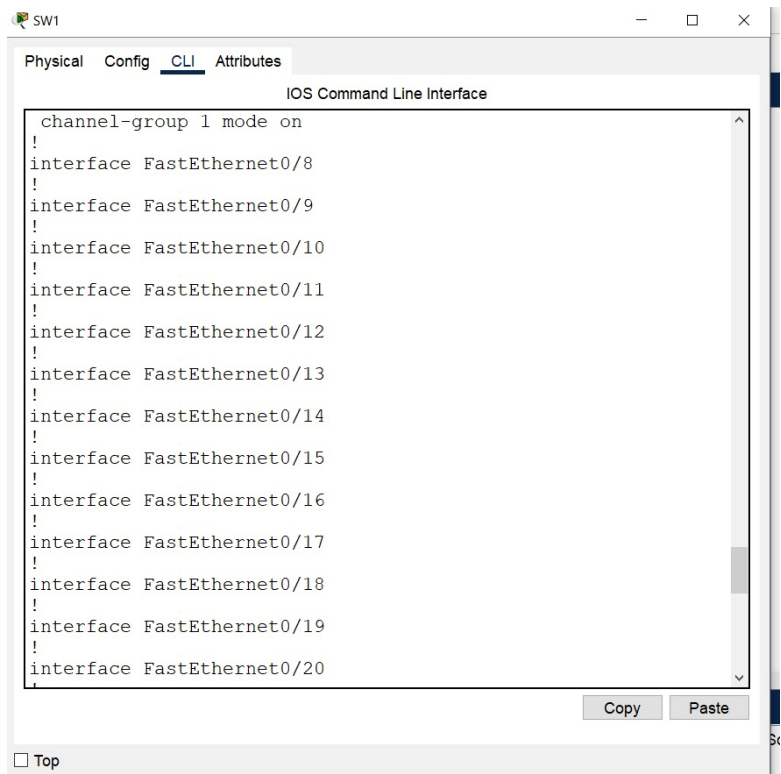 SW1
Physical Config CLI Attributes
IOS Command Line Interface
channel-group 1 mode on
!
interface FastEthernet0/8
!
interface FastEthernet0/9
!
interface FastEthernet0/10
!
interface FastEthernet0/11
!
interface FastEthernet0/12
!
interface FastEthernet0/13
!
interface FastEthernet0/14
!
interface FastEthernet0/15
!
interface FastEthernet0/16
!
interface FastEthernet0/17
!
interface FastEthernet0/18
!
interface FastEthernet0/19
!
interface FastEthernet0/20
Copy Paste
Top